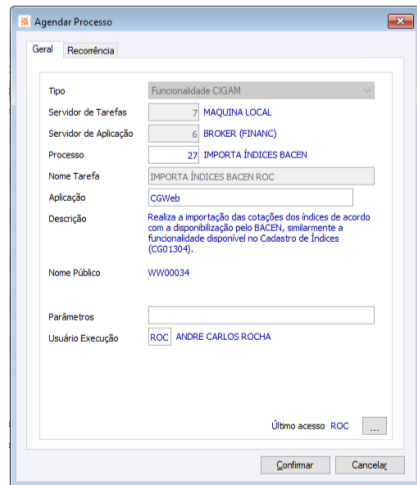 Agendar Processo
Geral Recorrência
Tipo Funcionalidade CIGAM
Servidor de Tarefas 7 MAQUINA LOCAL
Servidor de Aplicação 6 BROKER (FINANC)
Processo 27 IMPORTA ÍNDICES BACEN
Nome Tarefa IMPORTA ÍNDICES BACEN ROC
Aplicação CGWeb
Descrição Realiza a importação das cotações dos índices de acordo
com a disponibilização pelo BACEN, similarmente a
funcionalidade disponível no Cadastro de Índices
(CG01304).
Nome Público WW00034
Parâmetros
Usuário Execução ROC ANDRE CARLOS ROCHA
Último acesso ROC ...
Confirmar Cancelar